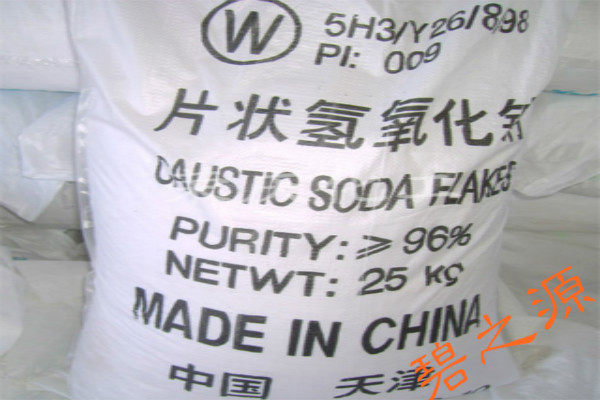 W 5H3/Y26/898
PI: 009
片状氢氧化钠
CAUSTIC SODA FLAKES
PURITY: ≥ 96%
NETWT: 25 KG
MADE IN CHINA
中国 天津
碧之源